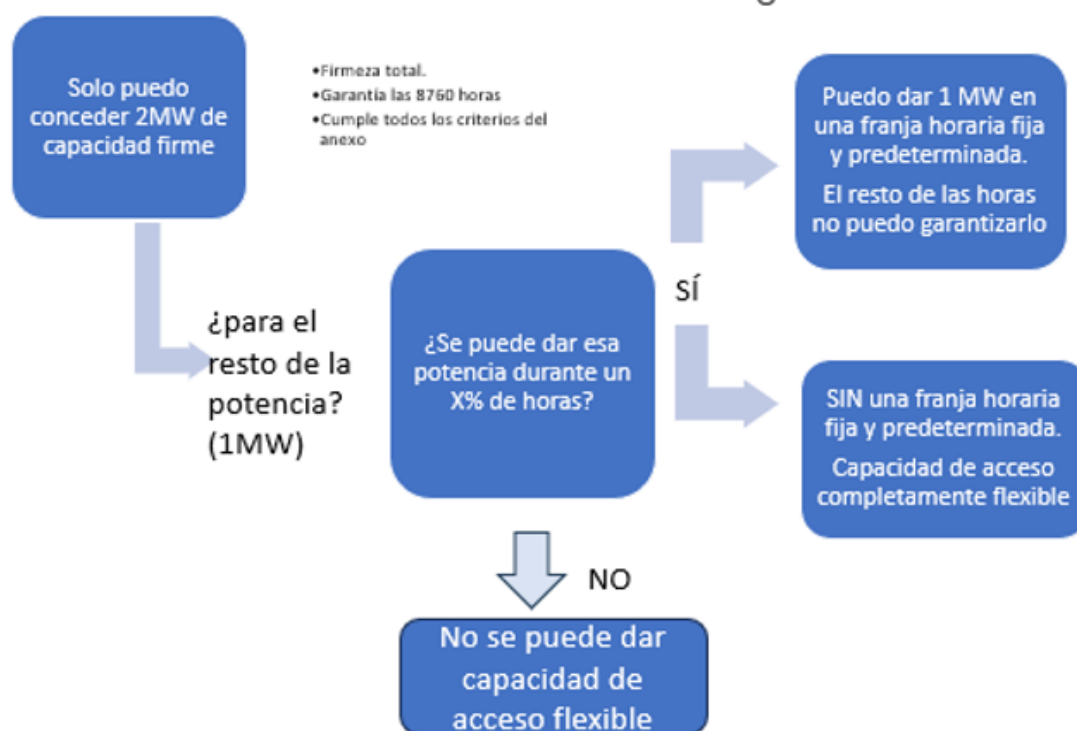 Solo puedo
conceder 2MW de
capacidad firme
•Firmeza total.
•Garantía las 8760 horas
•Cumple todos los criterios del
anexo
¿para el
resto de la
potencia?
(1MW)
¿Se puede dar esa
potencia durante un
X% de horas?
SÍ
Puedo dar 1 MW en
una franja horaria fija
y predeterminada.
El resto de las horas
no puedo garantizarlo
SIN una franja horaria
fija y predeterminada.
Capacidad de acceso
completamente flexible
NO
No se puede dar
capacidad de
acceso flexible